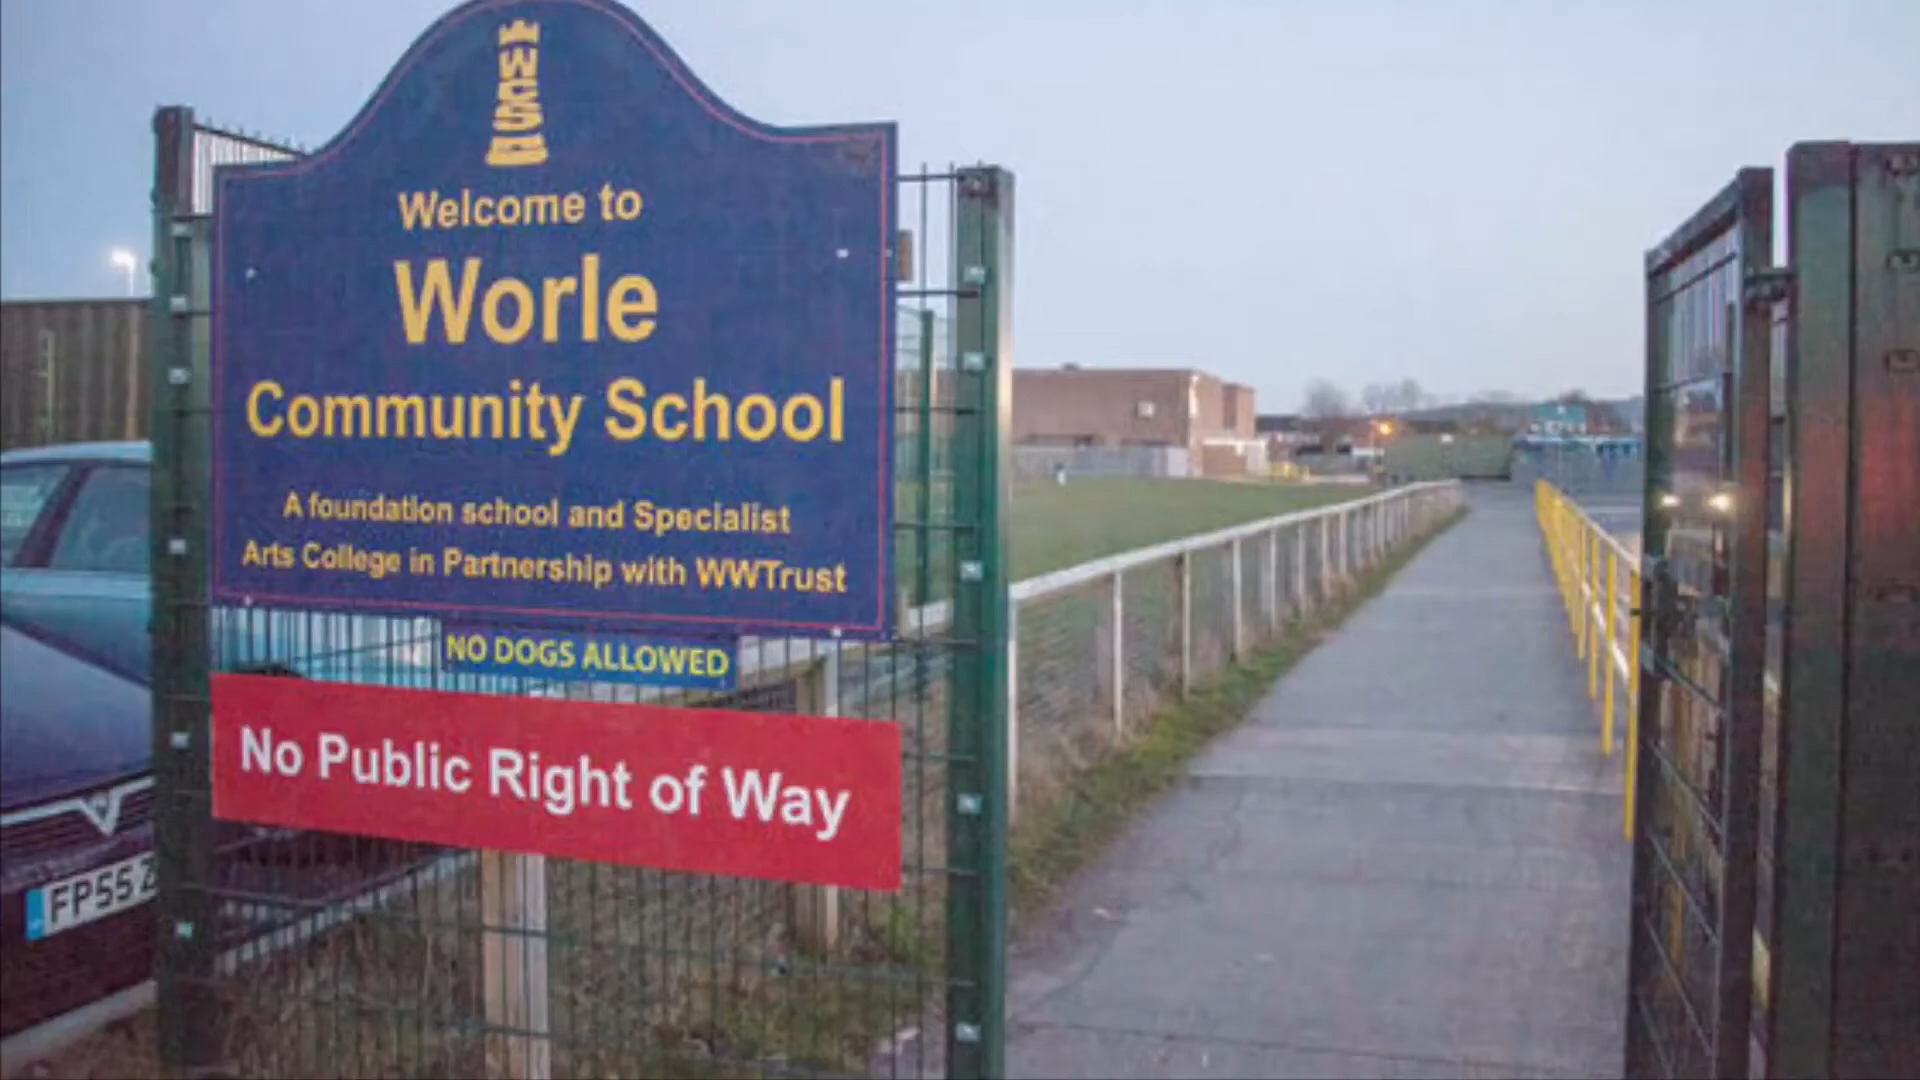 WCS
Welcome to
Worle
Community School
A foundation school and Specialist
Arts College in Partnership with WWTrust
NO DOGS ALLOWED
No Public Right of Way
FP55